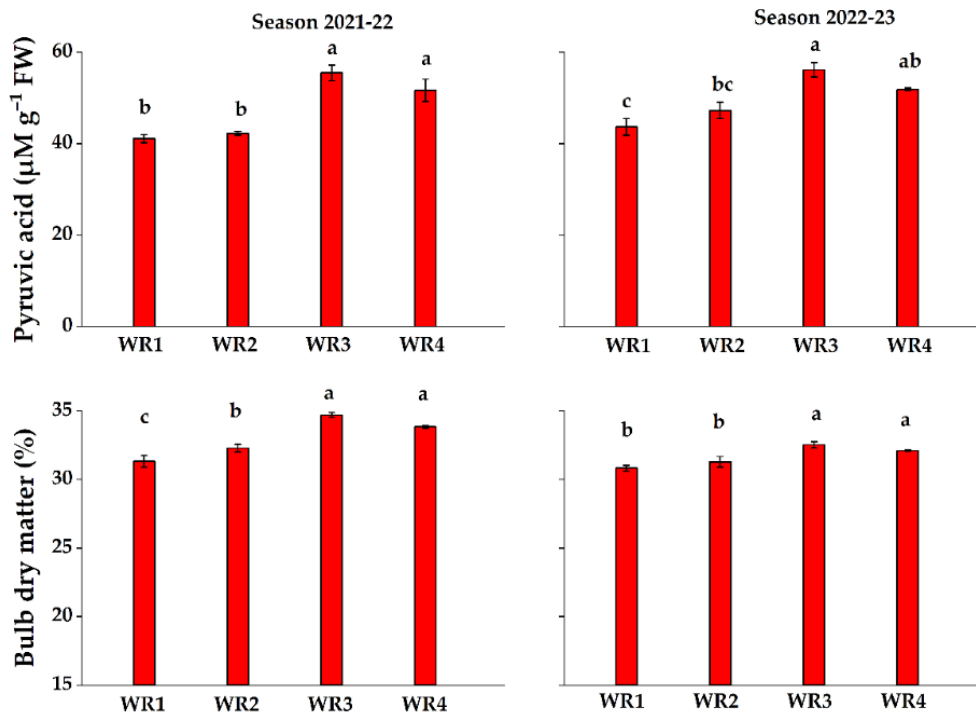 Season 2021-22
Season 2022-23
Pyruvic acid (µM g⁻¹ FW)
60
40
20
0
b
b
a
a
c
bc
a
ab
WR1 WR2 WR3 WR4
WR1 WR2 WR3 WR4
Bulb dry matter (%)
35
30
25
20
15
c
b
a
a
b
b
a
a
WR1 WR2 WR3 WR4
WR1 WR2 WR3 WR4